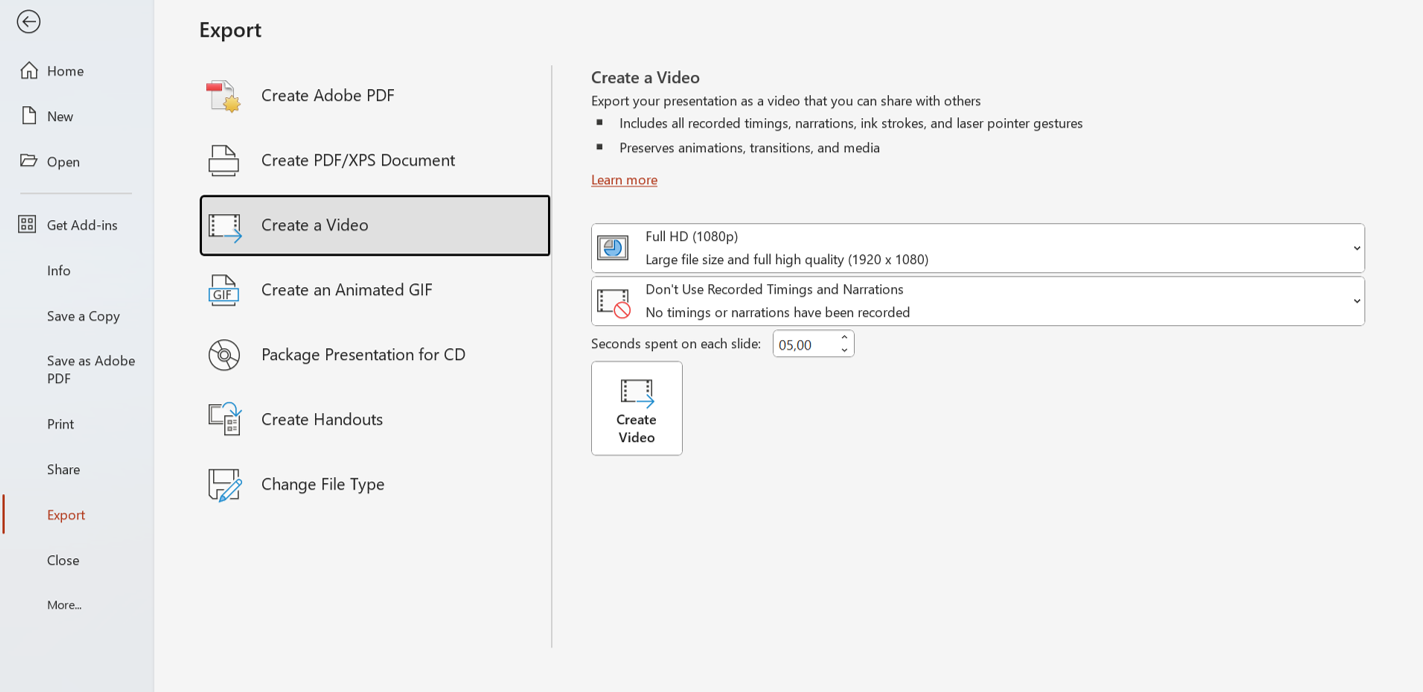 Home
New
Open
Get Add-ins
Info
Save a Copy
Save as Adobe
PDF
Print
Share
Export
Close
More...
Export
Create Adobe PDF
Create PDF/XPS Document
Create a Video
GIF
Create an Animated GIF
Package Presentation for CD
Create Handouts
Change File Type
Create a Video
Export your presentation as a video that you can share with others
Includes all recorded timings, narrations, ink strokes, and laser pointer gestures
Preserves animations, transitions, and media
Learn more
Full HD (1080p)
Large file size and full high quality (1920 x 1080)
Don't Use Recorded Timings and Narrations
No timings or narrations have been recorded
Seconds spent on each slide: 05,00
Create
Video